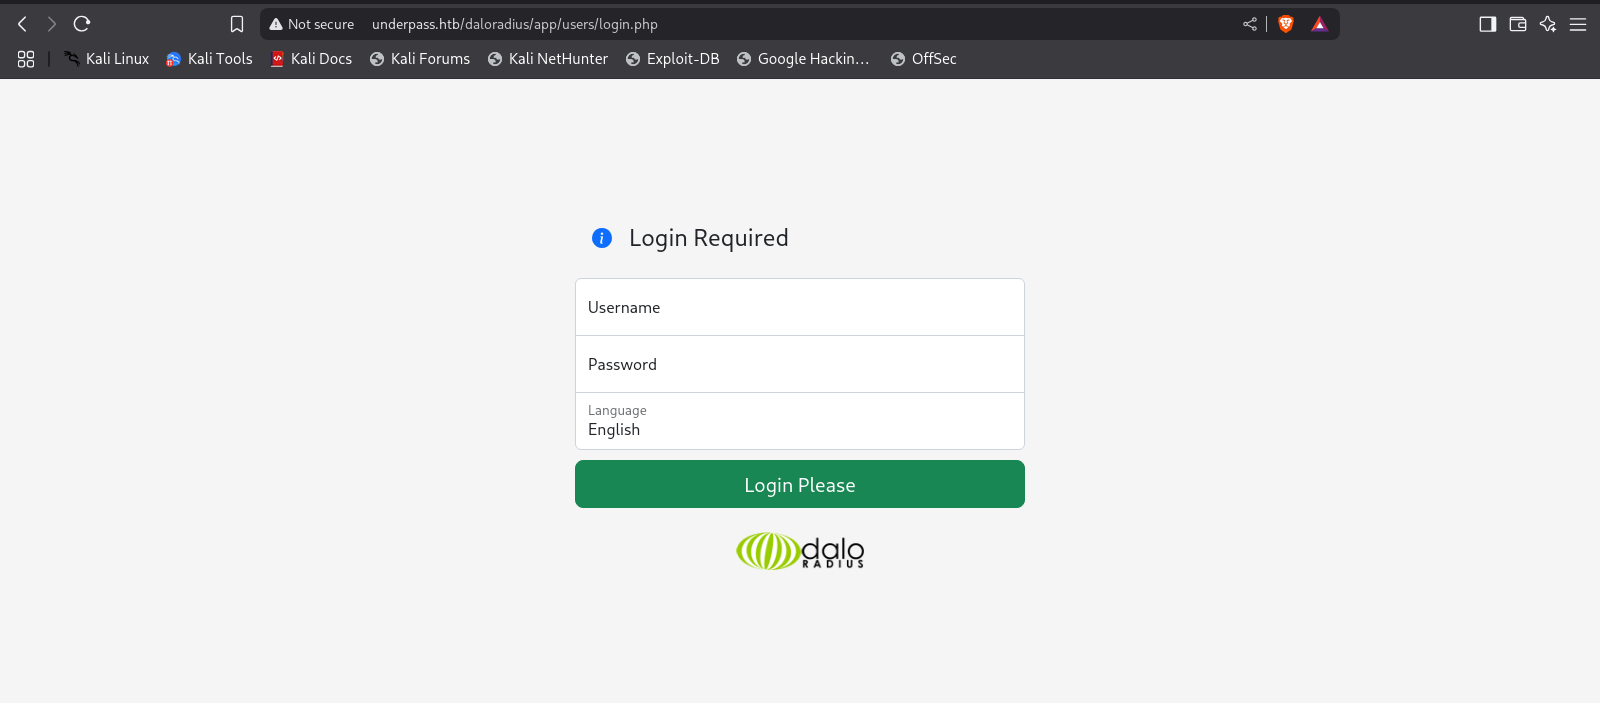 Not secure underpass.htb/daloradius/app/users/login.php
Kali Linux Kali Tools Kali Docs Kali Forums Kali NetHunter Exploit-DB Google Hackin… OffSec
Login Required
Username
Password
Language
English
Login Please
dalo
RADIUS